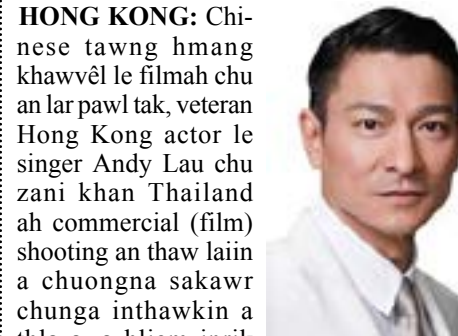 HONG KONG: Chi-
nese tawng hmang
khawvêl le filmah chu
an lar pawl tak, veteran
Hong Kong actor le
singer Andy Lau chu
zani khan Thailand
ah commercial (film)
shooting an thaw laiin
a chuongna sakawr
chunga inthawkin a